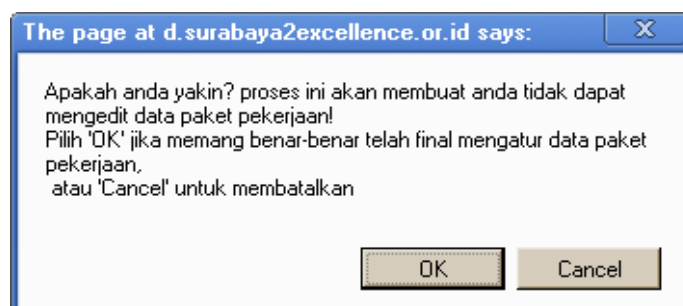 The page at d.surabaya2excellence.or.id says:
X
Apakah anda yakin? proses ini akan membuat anda tidak dapat
mengedit data paket pekerjaan!
Pilih 'OK' jika memang benar-benar telah final mengatur data paket
pekerjaan,
atau 'Cancel' untuk membatalkan
OK
Cancel